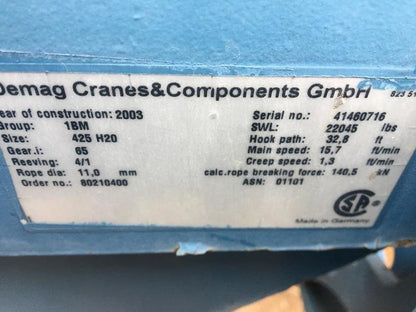 Demag Cranes&Components GmbH
ear of construction: 2003 Serial no.: 41460716
Group: 1BM SWL: 22045 lbs
Size: 425 H20 Hook path: 32,8 ft
Gear.i: 65 Main speed: 15,7 ft/min
Reeving: 4/1 Creep speed: 1,3 ft/min
Rope dia: 11,0 mm calc.rope breaking force: 140,5 kN
Order no.: 80210400 ASN: 01101
Made in Germany